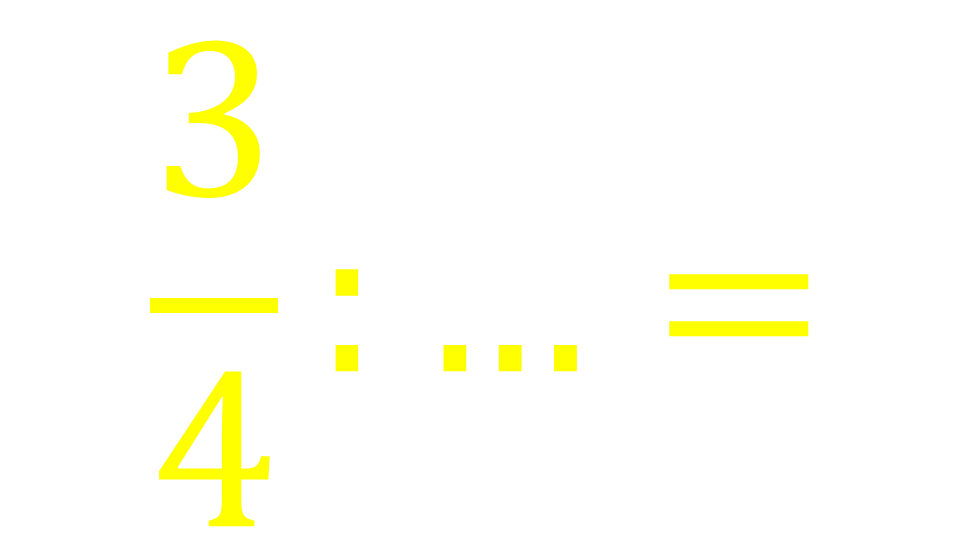 3/4 : ... =